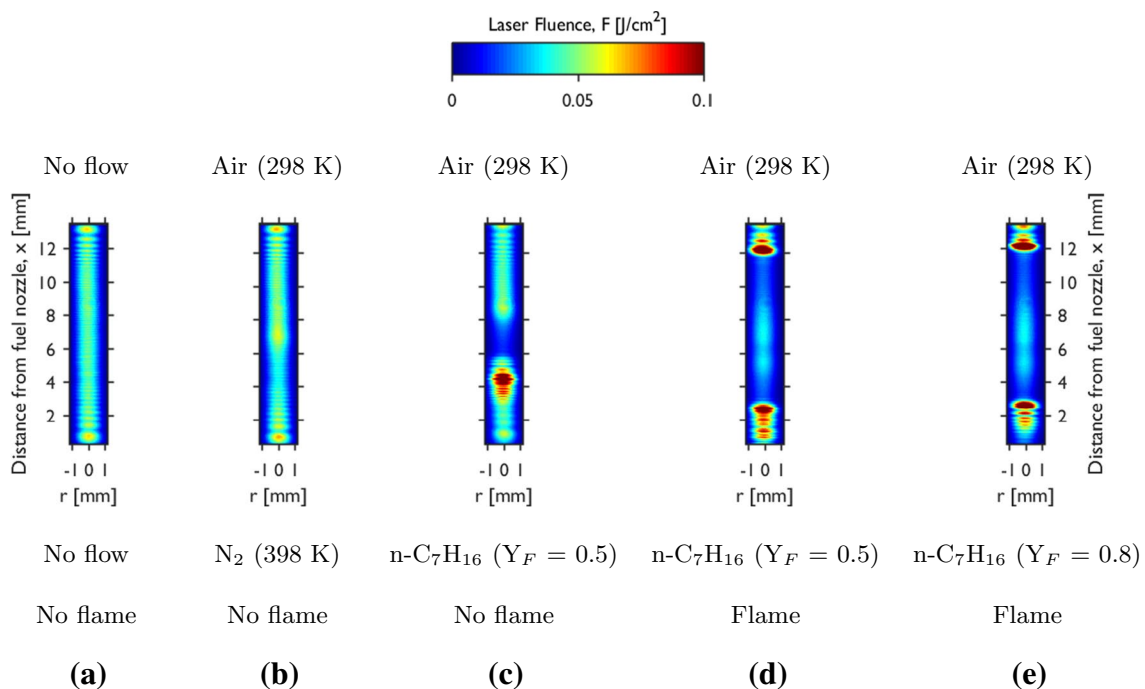 Laser Fluence, F [J/cm²]
0 0.05 0.1
No flow Air (298 K) Air (298 K) Air (298 K) Air (298 K)
Distance from fuel nozzle, x [mm]
12
10
8
6
4
2
12
10
8
6
4
2
Distance from fuel nozzle, x [mm]
-1 0 1 -1 0 1 -1 0 1 -1 0 1 -1 0 1
r [mm] r [mm] r [mm] r [mm] r [mm]
No flow N₂ (398 K) n-C₇H₁₆ (Y_F = 0.5) n-C₇H₁₆ (Y_F = 0.5) n-C₇H₁₆ (Y_F = 0.8)
No flame No flame No flame Flame Flame
(a) (b) (c) (d) (e)